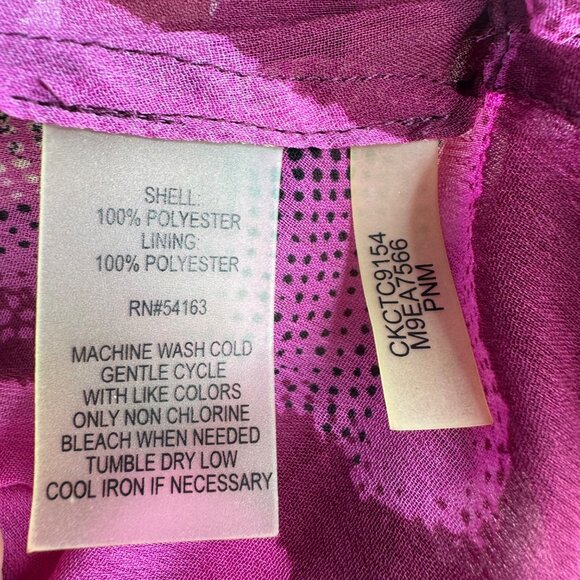 SHELL:
100% POLYESTER
LINING:
100% POLYESTER
RN#54163
MACHINE WASH COLD
GENTLE CYCLE
WITH LIKE COLORS
ONLY NON CHLORINE
BLEACH WHEN NEEDED
TUMBLE DRY LOW
COOL IRON IF NECESSARY
CKCTC9154
M9EA7566
PNM